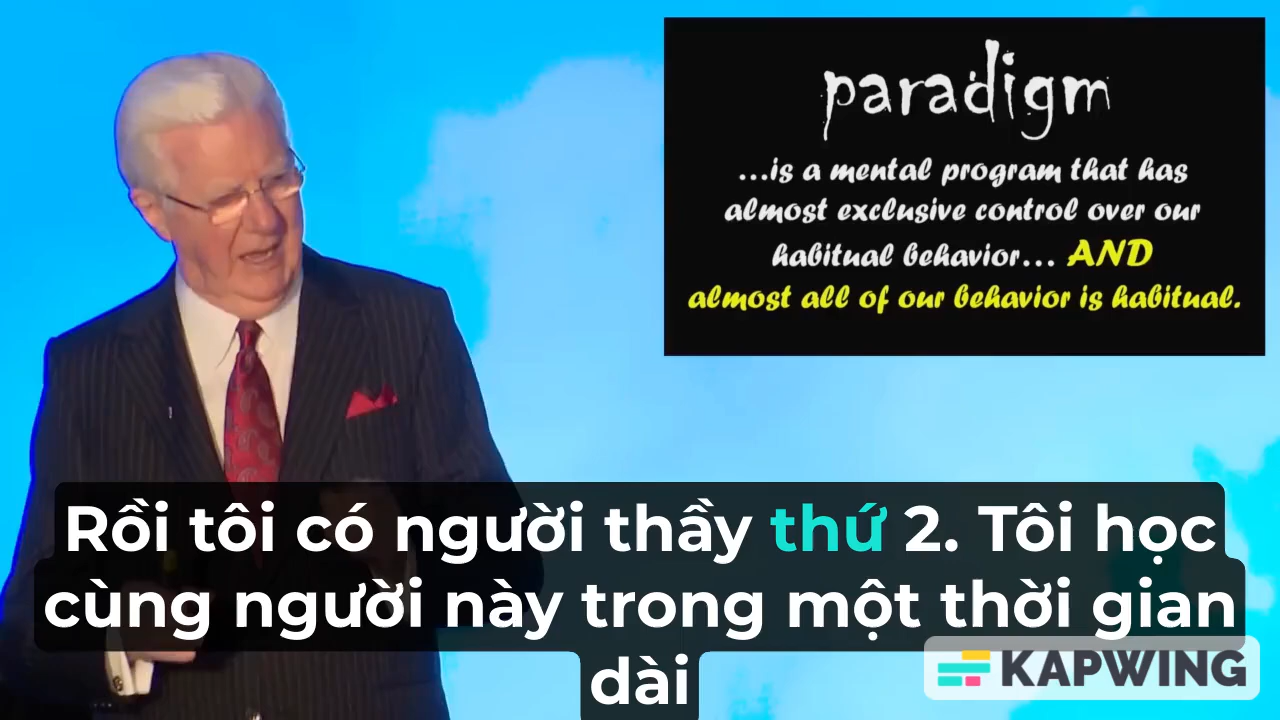 paradigm
...is a mental program that has
almost exclusive control over our
habitual behavior... AND
almost all of our behavior is habitual.
Rồi tôi có người thầy thứ 2. Tôi học
cùng người này trong một thời gian
dài
KAPWING